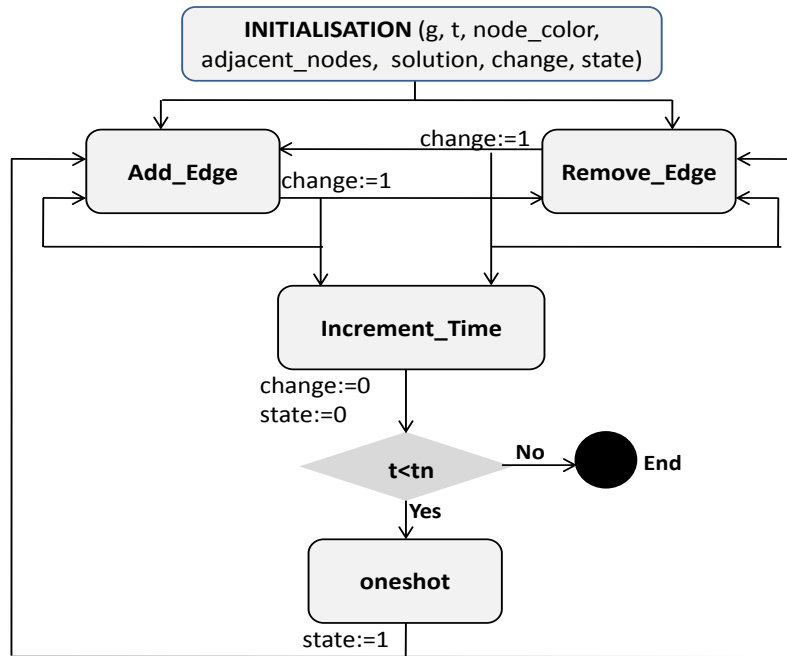 INITIALISATION (g, t, node_color,
adjacent_nodes, solution, change, state)
change:=1
Add_Edge
Remove_Edge
change:=1
Increment_Time
change:=0
state:=0
t<tn
No
End
Yes
oneshot
state:=1